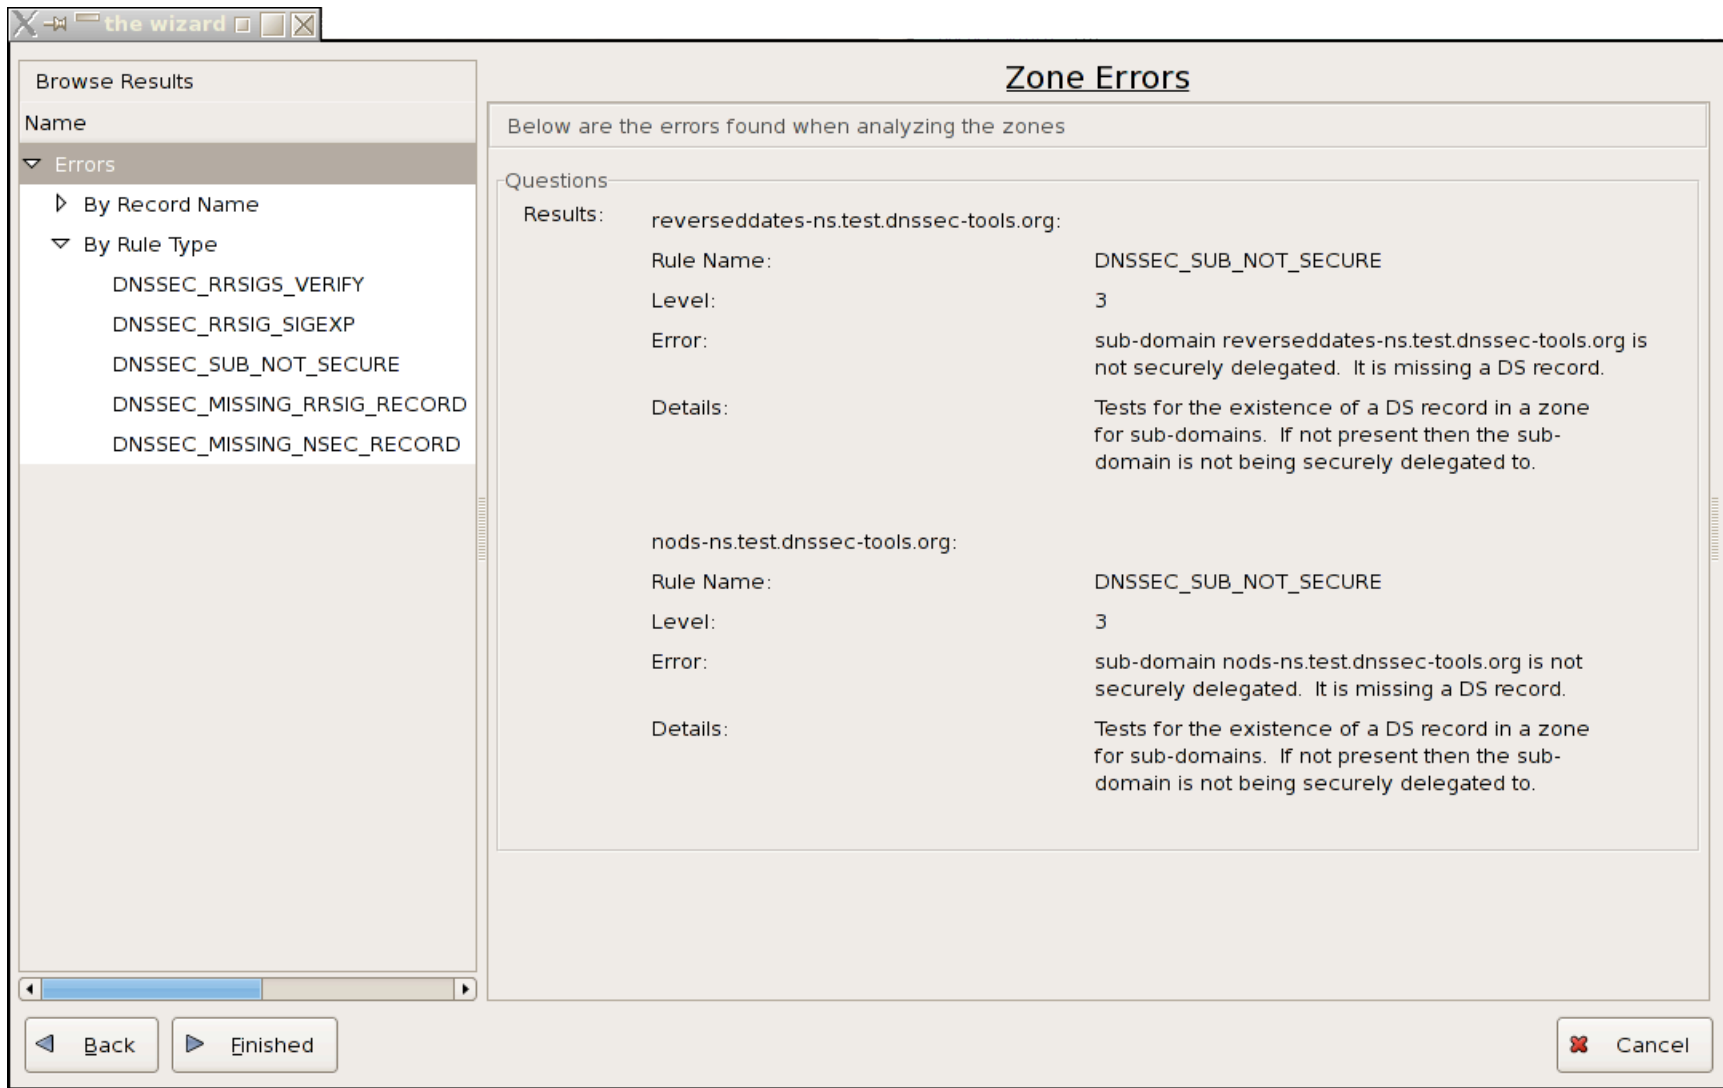 the wizard
Browse Results
Name
Errors
By Record Name
By Rule Type
DNSSEC_RRSIGS_VERIFY
DNSSEC_RRSIG_SIGEXP
DNSSEC_SUB_NOT_SECURE
DNSSEC_MISSING_RRSIG_RECORD
DNSSEC_MISSING_NSEC_RECORD
Zone Errors
Below are the errors found when analyzing the zones
Questions
Results:
reverseddates-ns.test.dnssec-tools.org:
Rule Name: DNSSEC_SUB_NOT_SECURE
Level: 3
Error: sub-domain reverseddates-ns.test.dnssec-tools.org is
not securely delegated.  It is missing a DS record.
Details: Tests for the existence of a DS record in a zone
for sub-domains.  If not present then the sub-
domain is not being securely delegated to.
nods-ns.test.dnssec-tools.org:
Rule Name: DNSSEC_SUB_NOT_SECURE
Level: 3
Error: sub-domain nods-ns.test.dnssec-tools.org is not
securely delegated.  It is missing a DS record.
Details: Tests for the existence of a DS record in a zone
for sub-domains.  If not present then the sub-
domain is not being securely delegated to.
Back
Finished
Cancel